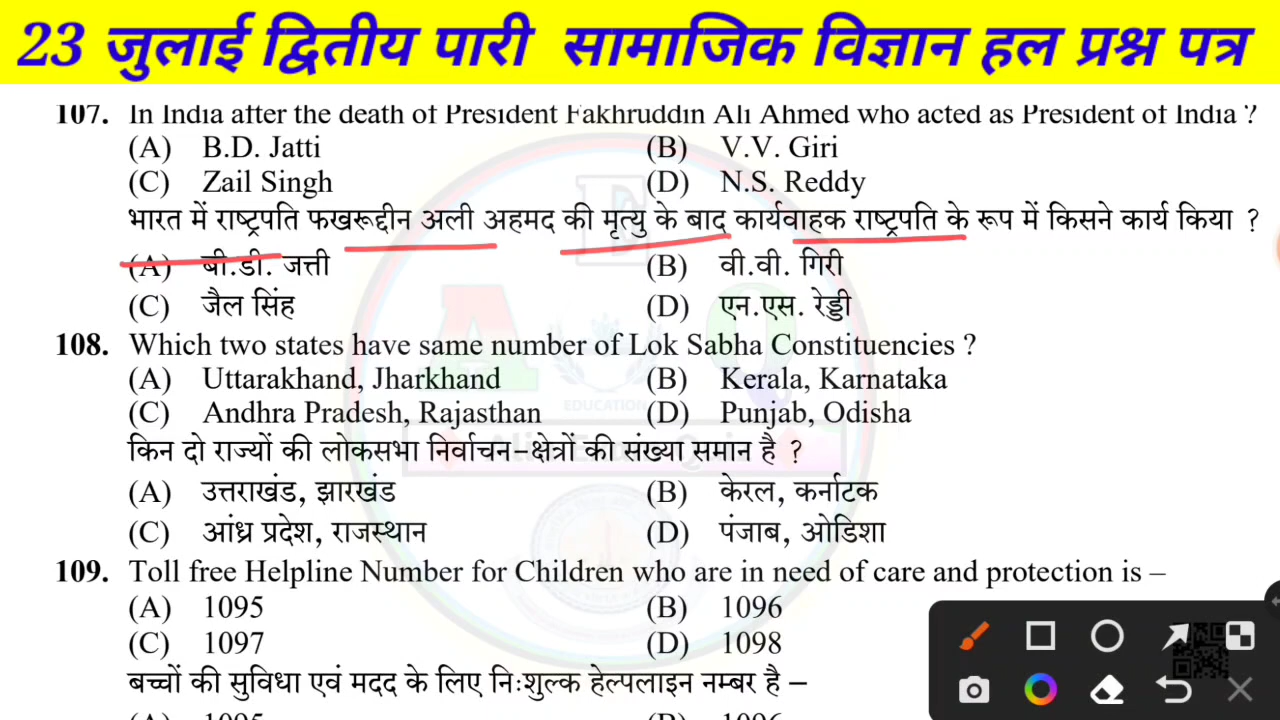 23 जुलाई द्वितीय पारी सामाजिक विज्ञान हल प्रश्न पत्र
107. In India after the death of President Fakhruddin Ali Ahmed who acted as President of India ?
(A) B.D. Jatti (B) V.V. Giri
(C) Zail Singh (D) N.S. Reddy
भारत में राष्ट्रपति फखरूद्दीन अली अहमद की मृत्यु के बाद कार्यवाहक राष्ट्रपति के रूप में किसने कार्य किया ?
(A) बी.डी. जत्ती (B) वी.वी. गिरी
(C) जैल सिंह (D) एन.एस. रेड्डी
108. Which two states have same number of Lok Sabha Constituencies ?
(A) Uttarakhand, Jharkhand (B) Kerala, Karnataka
(C) Andhra Pradesh, Rajasthan (D) Punjab, Odisha
EDUCATION
किन दो राज्यों की लोकसभा निर्वाचन-क्षेत्रों की संख्या समान है ?
(A) उत्तराखंड, झारखंड (B) केरल, कर्नाटक
(C) आंध्र प्रदेश, राजस्थान (D) पंजाब, ओडिशा
109. Toll free Helpline Number for Children who are in need of care and protection is –
(A) 1095 (B) 1096
(C) 1097 (D) 1098
बच्चों की सुविधा एवं मदद के लिए निःशुल्क हेल्पलाइन नम्बर है –
(A) 1095 (B) 1096